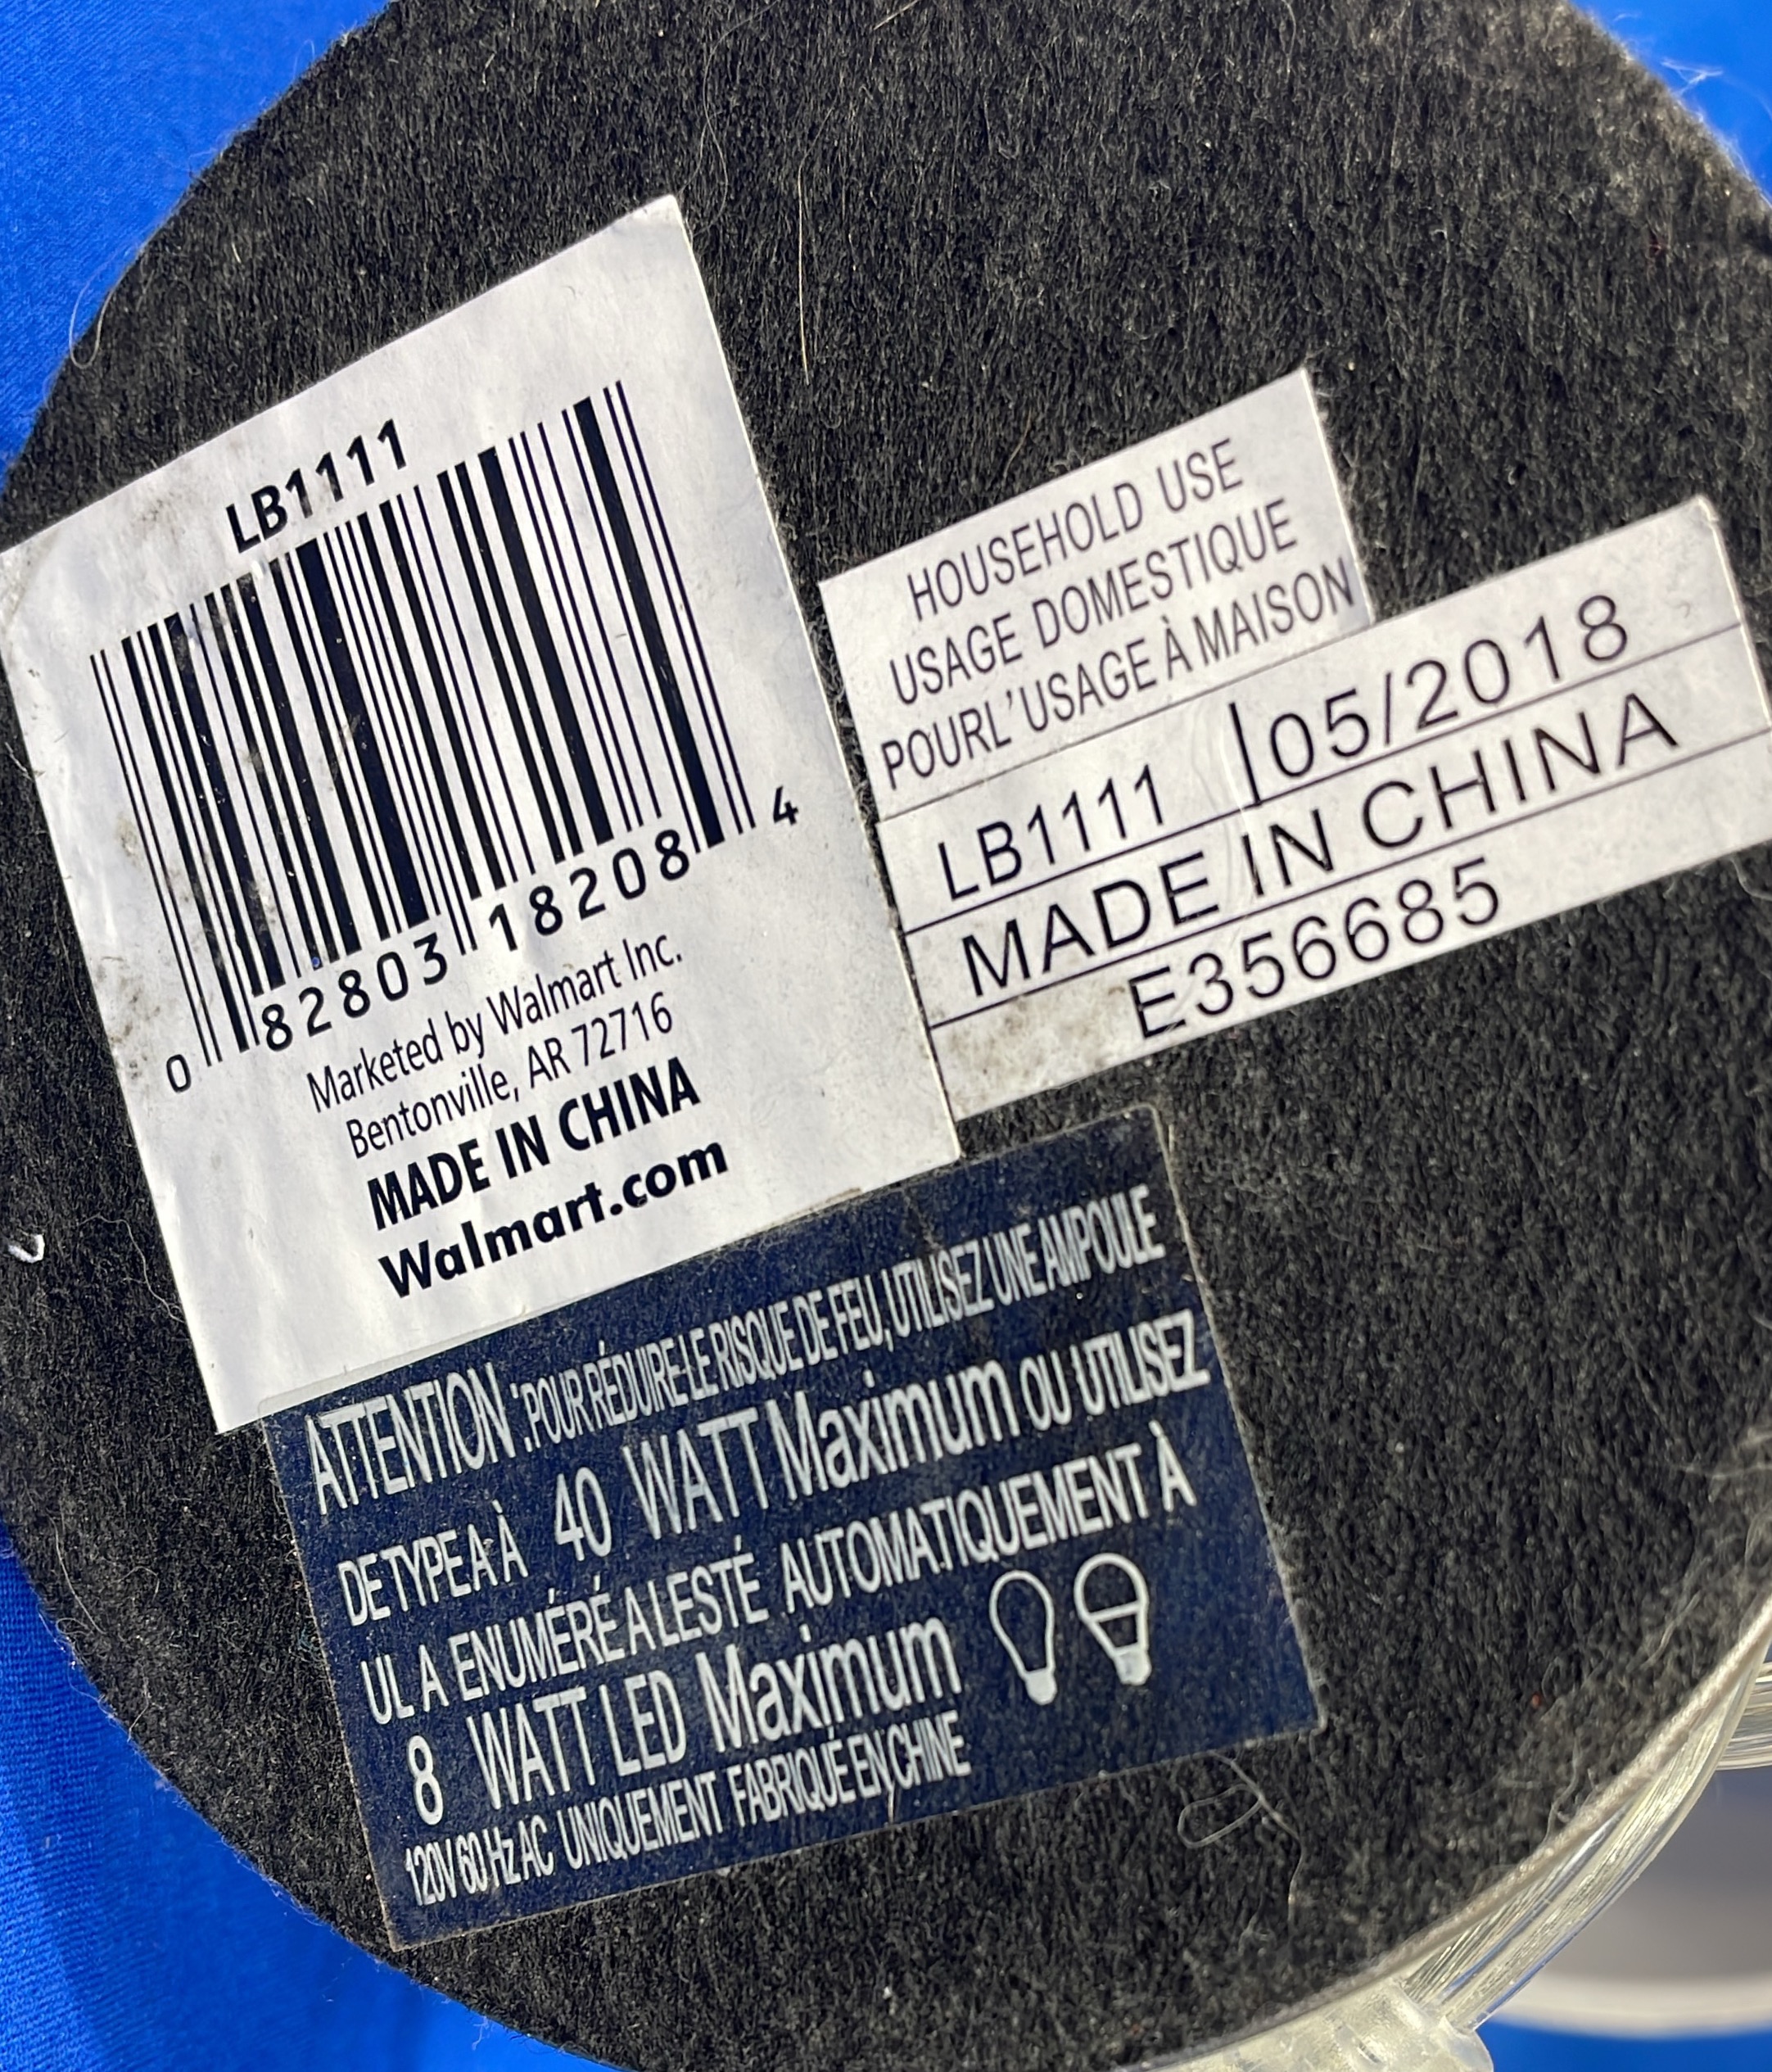 LB1111
0 82803 18208 4
Marketed by Walmart Inc.
Bentonville, AR 72716
MADE IN CHINA
Walmart.com
HOUSEHOLD USE
USAGE DOMESTIQUE
POURL'USAGE À MAISON
LB1111 05/2018
MADE IN CHINA
E356685
ATTENTION :POUR RÉDUIRE LE RISQUE DE FEU, UTILISEZ UNE AMPOULE
DE TYPE A À 40 WATT Maximum OU UTILISEZ
UL A ENUMÉRÉ A LESTÉ AUTOMATIQUEMENT À
8 WATT LED Maximum
120V 60 Hz AC UNIQUEMENT FABRIQUÉ EN CHINE